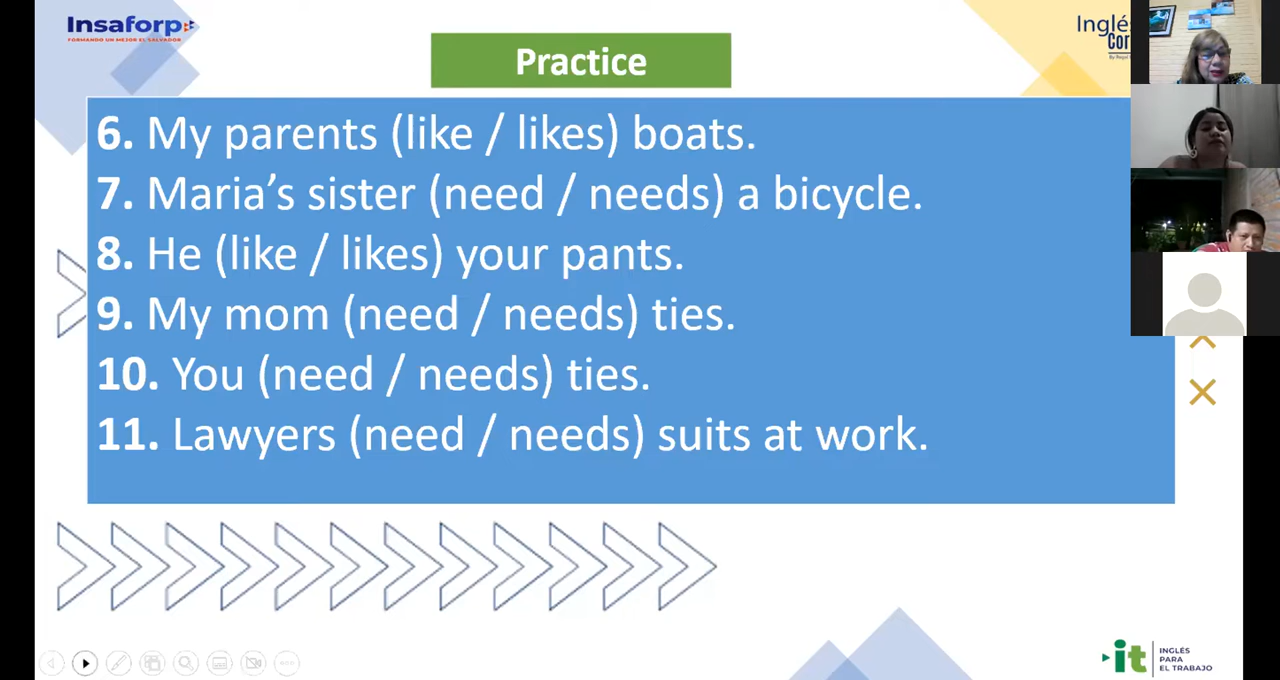 Insaforp
FORMANDO UN MEJOR EL SALVADOR
Practice
6. My parents (like / likes) boats.
7. Maria’s sister (need / needs) a bicycle.
8. He (like / likes) your pants.
9. My mom (need / needs) ties.
10. You (need / needs) ties.
11. Lawyers (need / needs) suits at work.
it
INGLÉS
PARA
EL TRABAJO